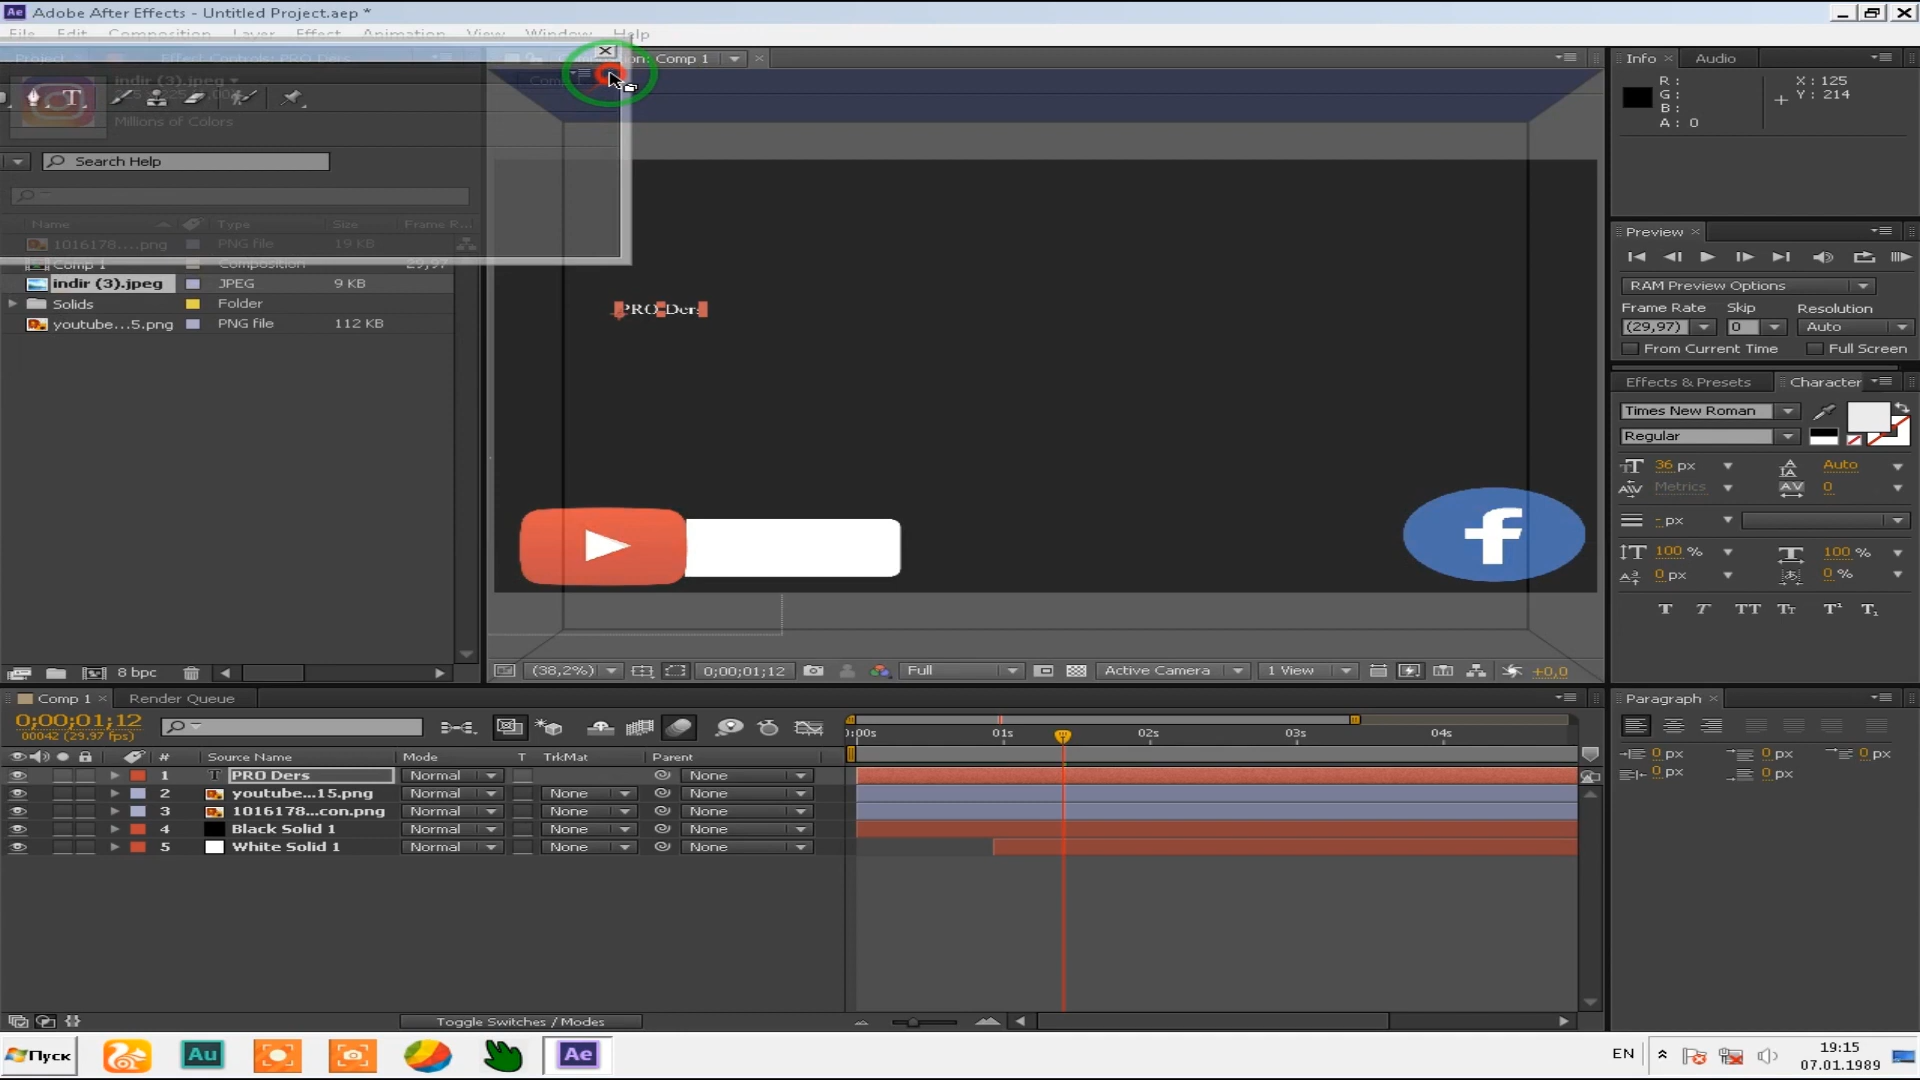 Adobe After Effects - Untitled Project.aep *
File Edit Composition Layer Effect Animation View Window Help
Project Effect Controls: PRO Ders
Comp 1
indir (3).jpeg
Millions of Colors
Search Help
Name Type Size Frame R...
1016178....png PNG file 19 KB
Comp 1 Composition 29,97
indir (3).jpeg JPEG 9 KB
Solids Folder
youtube...5.png PNG file 112 KB
8 bpc
PRO Ders
f
(38,2%) 0;00;01;12 Full Active Camera 1 View +0,0
Info Audio
R :
G :
B :
A : 0
X : 125
Y : 214
Preview
RAM Preview Options
Frame Rate Skip Resolution
(29,97) 0 Auto
From Current Time Full Screen
Effects & Presets Character
Times New Roman
Regular
36 px Auto
Metrics 0
- px
100 % 100 %
0 px 0 %
T T TT Tт T¹ T₁
Comp 1 Render Queue
0;00;01;12
00042 (29.97 fps)
):00s 01s 02s 03s 04s
# Source Name Mode T TrkMat Parent
1 T PRO Ders Normal None
2 youtube...15.png Normal None None
3 1016178...con.png Normal None None
4 Black Solid 1 Normal None None
5 White Solid 1 Normal None None
Toggle Switches / Modes
Paragraph
0 px 0 px 0 px
0 px 0 px
Пуск
Au
Ae
EN
19:15
07.01.1989